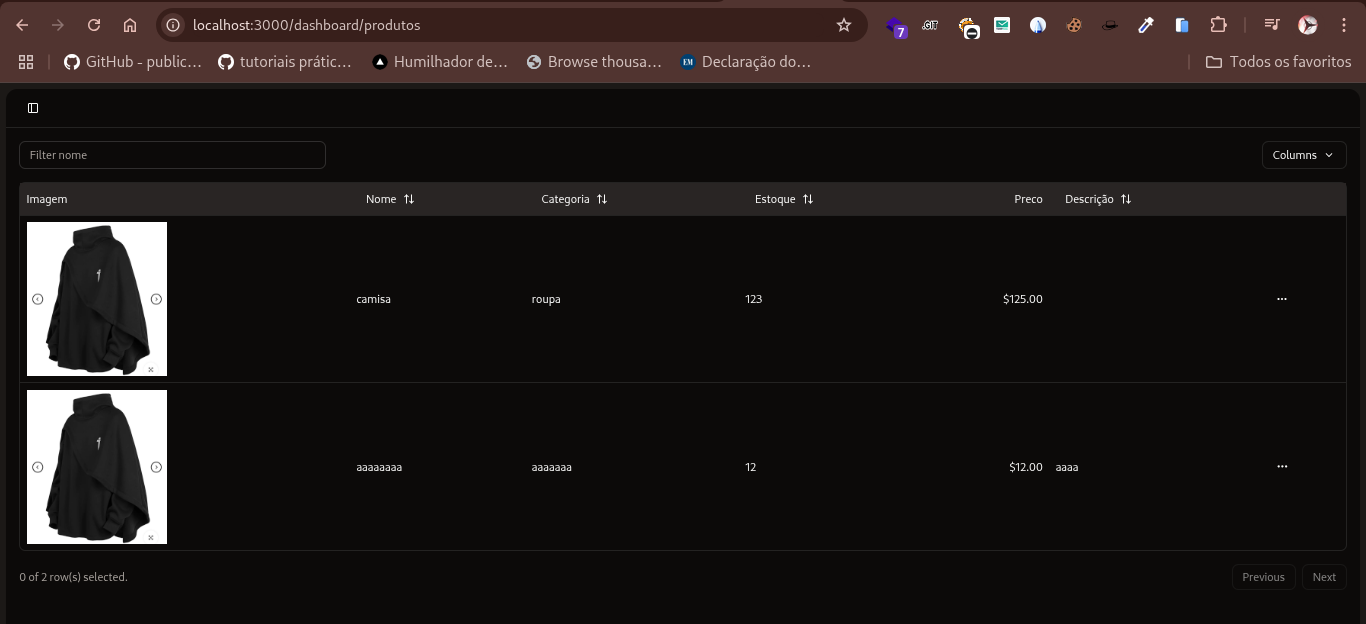 localhost:3000/dashboard/produtos
7
.GIT
GitHub - public...
tutoriais prátic...
Humilhador de...
Browse thousa...
EM
Declaração do...
Todos os favoritos
Filter nome
Columns
Imagem Nome Categoria Estoque Preco Descrição
camisa roupa 123 $125.00 ...
aaaaaaaa aaaaaaa 12 $12.00 aaaa ...
0 of 2 row(s) selected.
Previous
Next